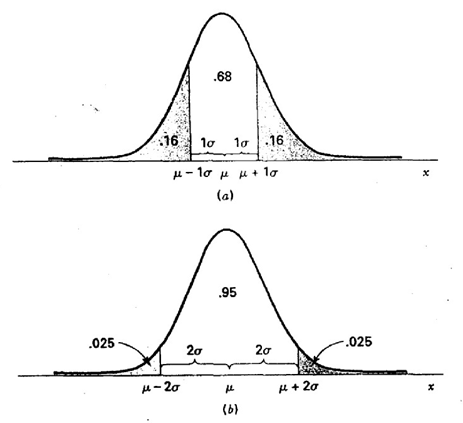 .68
.16 1σ 1σ .16
μ − 1σ μ μ + 1σ x
(a)
.95
.025 2σ 2σ .025
μ − 2σ μ μ + 2σ x
(b)